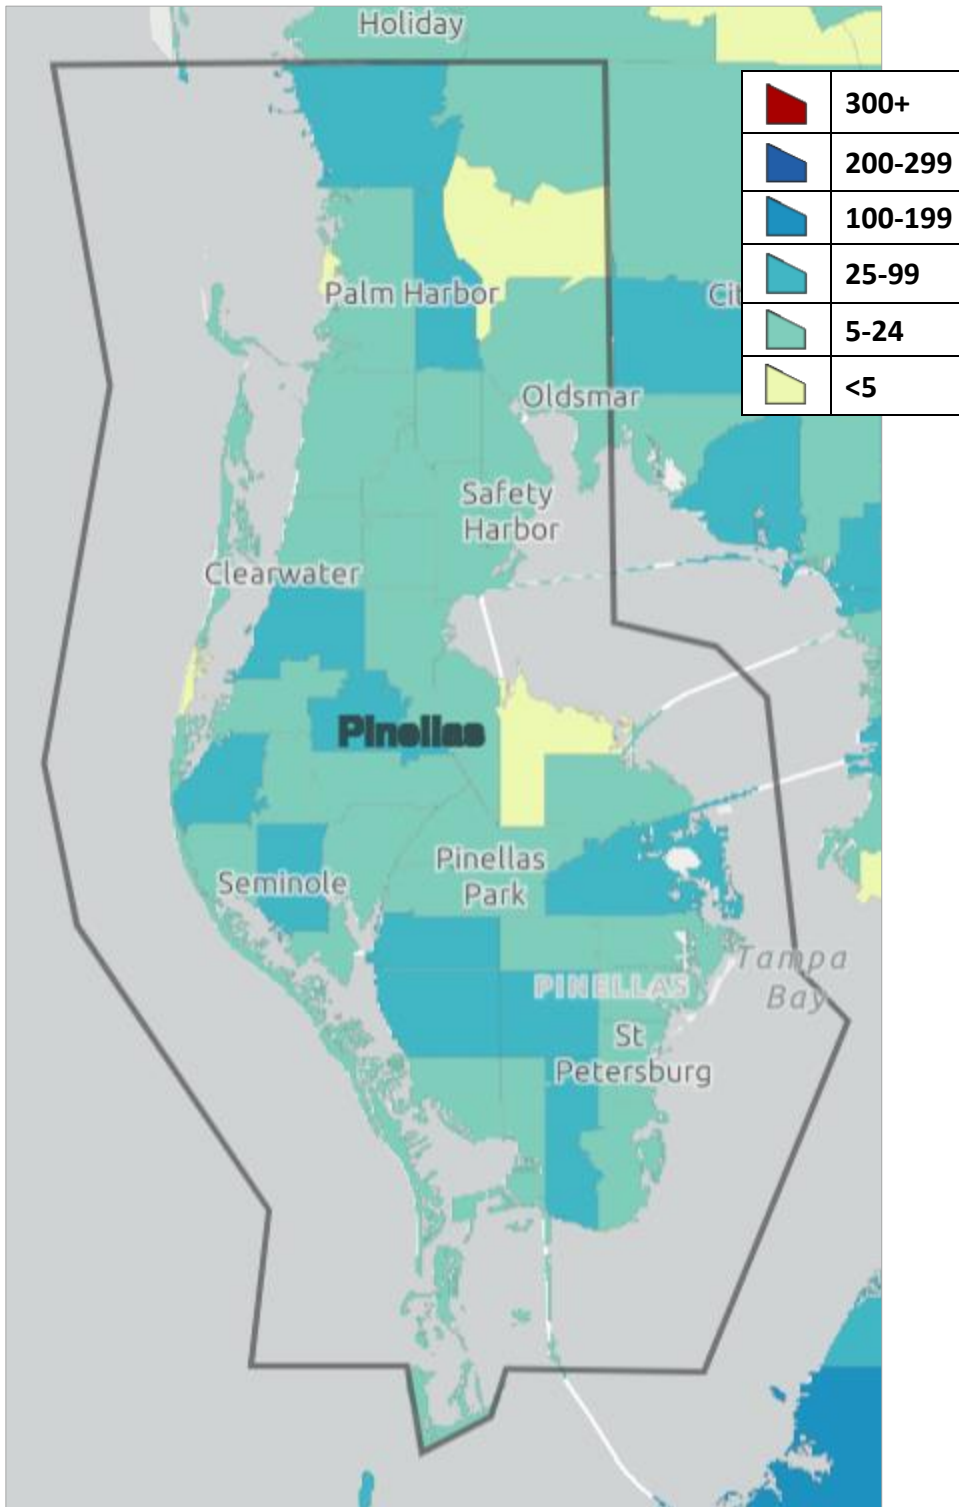 Holiday
300+
200-299
100-199
25-99
5-24
<5
Palm Harbor
Cit
Oldsmar
Safety
Harbor
Clearwater
Pinellas
Pinellas
Park
Seminole
Tampa
Bay
PINELLAS
St
Petersburg